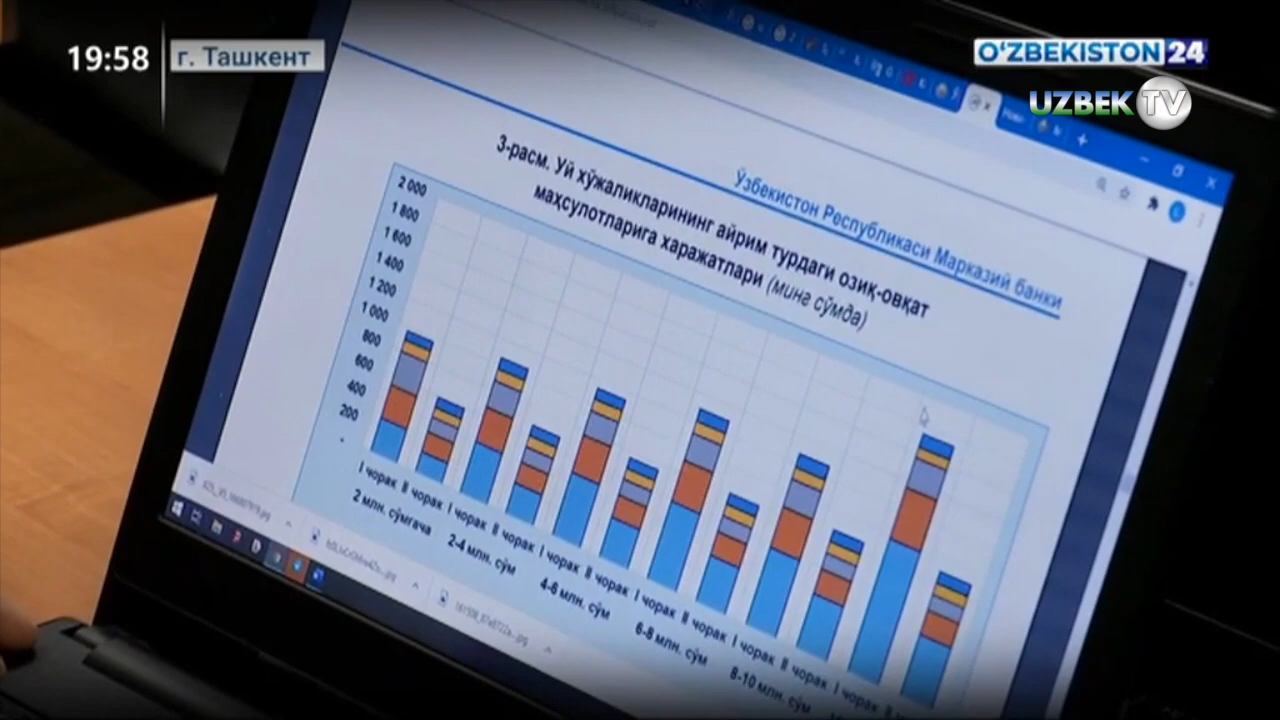 19:58
г. Ташкент
O‘ZBEKISTON 24
UZBEK TV
Ўзбекистон Республикаси Марказий банки
3-расм. Уй хўжаликларининг айрим турдаги озиқ-овқат
маҳсулотларига харажатлари (минг сўмда)
2 000
1 800
1 600
1 400
1 200
1 000
800
600
400
200
-
I чорак II чорак I чорак II чорак I чорак II чорак I чорак II чорак I чорак II чорак I чорак
2 млн. сўмгача 2-4 млн. сўм 4-6 млн. сўм 6-8 млн. сўм 8-10 млн. сўм